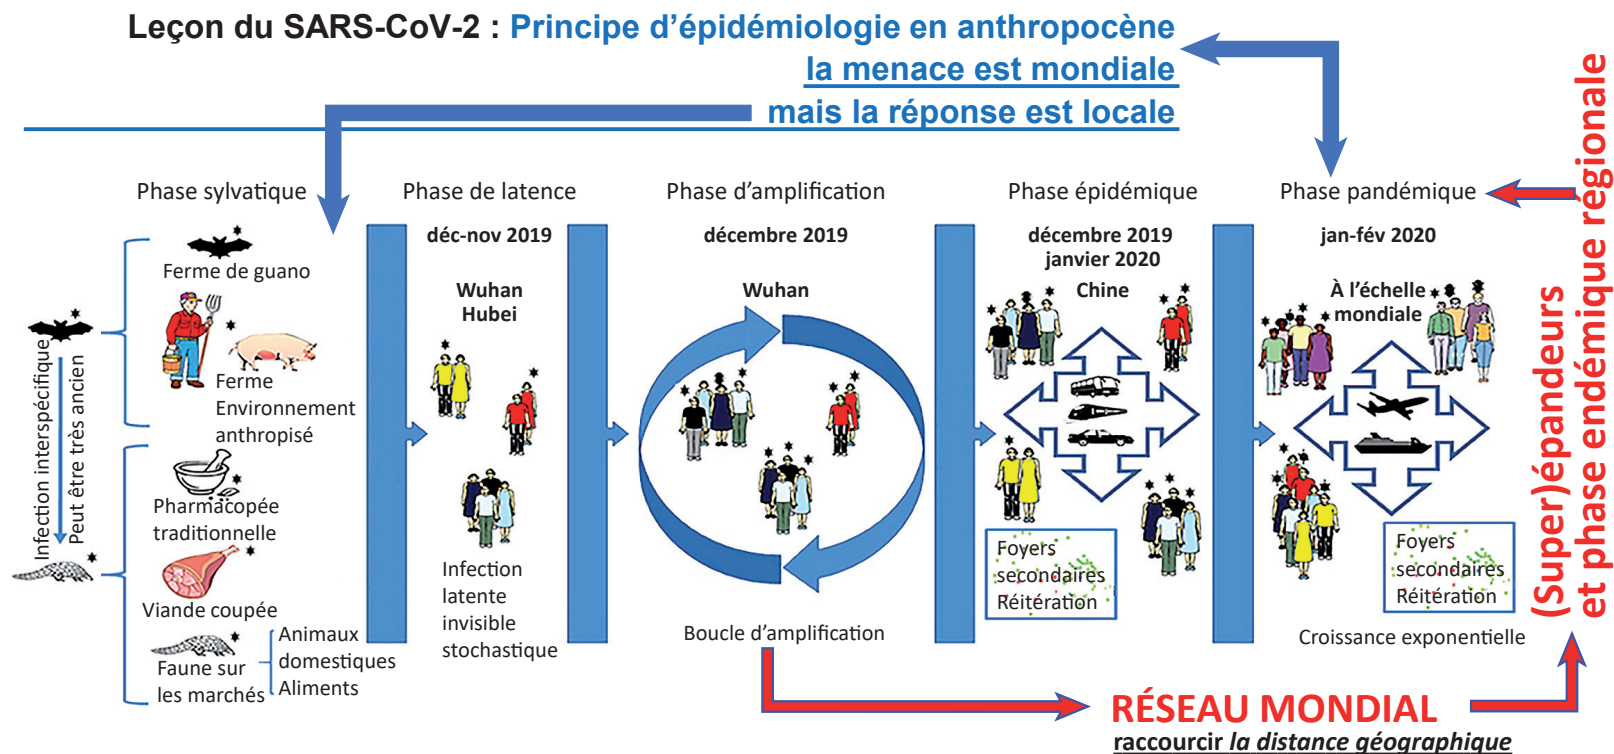 Leçon du SARS-CoV-2 : Principe d’épidémiologie en anthropocène
la menace est mondiale
mais la réponse est locale
Phase sylvatique
Ferme de guano
Ferme
Environnement
anthropisé
Infection interspécifique
Peut être très ancien
Pharmacopée
traditionnelle
Viande coupée
Faune sur
les marchés
Animaux
domestiques
Aliments
Phase de latence
déc-nov 2019
Wuhan
Hubei
Infection
latente
invisible
stochastique
Phase d’amplification
décembre 2019
Wuhan
Boucle d’amplification
Phase épidémique
décembre 2019
janvier 2020
Chine
Foyers
secondaires
Réitération
Phase pandémique
jan-fév 2020
À l’échelle
mondiale
Foyers
secondaires
Réitération
Croissance exponentielle
RÉSEAU MONDIAL
raccourcir la distance géographique
(Super)épandeurs
et phase endémique régionale